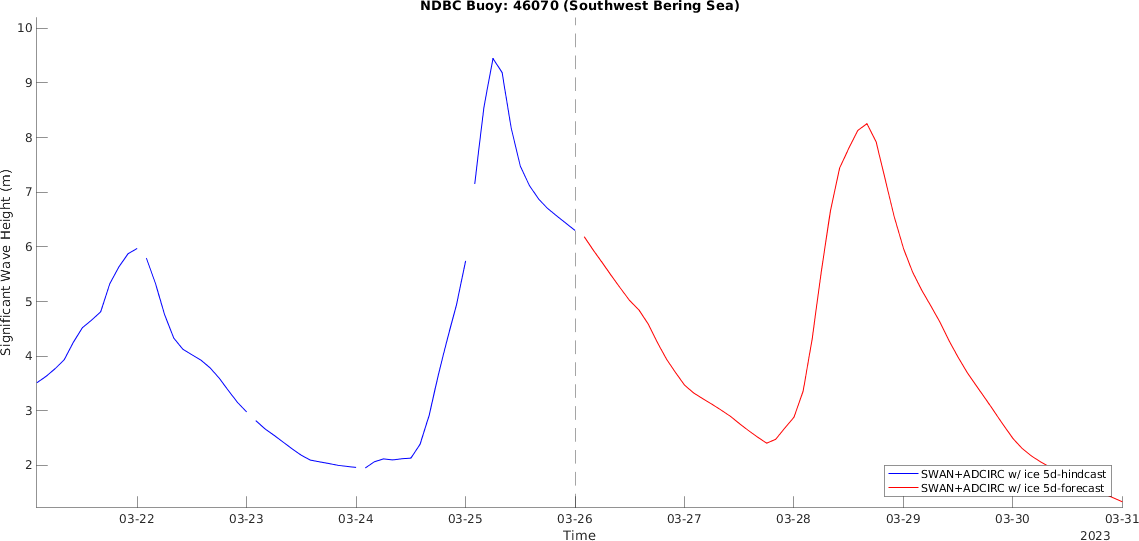 NDBC Buoy: 46070 (Southwest Bering Sea)
10
9
8
7
6
5
4
3
2
Significant Wave Height (m)
SWAN+ADCIRC w/ ice 5d-hindcast
SWAN+ADCIRC w/ ice 5d-forecast
03-22 03-23 03-24 03-25 03-26 03-27 03-28 03-29 03-30 03-31
Time
2023